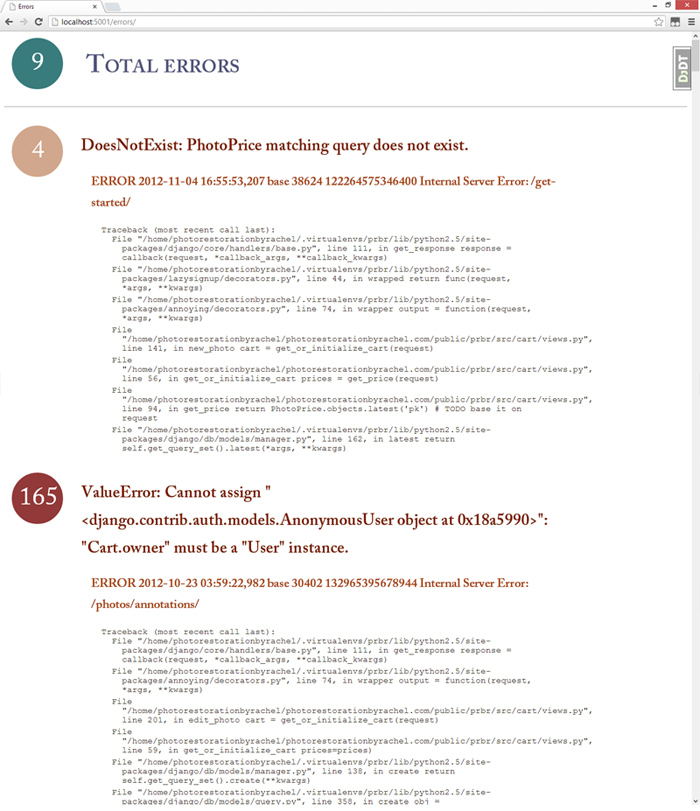 Errors
localhost:5001/errors/
9
TOTAL ERRORS
DJDT
4
DoesNotExist: PhotoPrice matching query does not exist.
ERROR 2012-11-04 16:55:53,207 base 38624 122264575346400 Internal Server Error: /get-
started/
Traceback (most recent call last):
File "/home/photorestorationbyrachel/.virtualenvs/prbr/lib/python2.5/site-
packages/django/core/handlers/base.py", line 111, in get_response response =
callback(request, *callback_args, **callback_kwargs)
File "/home/photorestorationbyrachel/.virtualenvs/prbr/lib/python2.5/site-
packages/lazysignup/decorators.py", line 44, in wrapped return func(request,
*args, **kwargs)
File "/home/photorestorationbyrachel/.virtualenvs/prbr/lib/python2.5/site-
packages/annoying/decorators.py", line 74, in wrapper output = function(request,
*args, **kwargs)
File
"/home/photorestorationbyrachel/photorestorationbyrachel.com/public/prbr/src/cart/views.py",
line 141, in new_photo cart = get_or_initialize_cart(request)
File
"/home/photorestorationbyrachel/photorestorationbyrachel.com/public/prbr/src/cart/views.py",
line 56, in get_or_initialize_cart prices = get_price(request)
File
"/home/photorestorationbyrachel/photorestorationbyrachel.com/public/prbr/src/cart/views.py",
line 94, in get_price return PhotoPrice.objects.latest('pk') # TODO base it on
request
File "/home/photorestorationbyrachel/.virtualenvs/prbr/lib/python2.5/site-
packages/django/db/models/manager.py", line 162, in latest return
self.get_query_set().latest(*args, **kwargs)
165
ValueError: Cannot assign "
<django.contrib.auth.models.AnonymousUser object at 0x18a5990>":
"Cart.owner" must be a "User" instance.
ERROR 2012-10-23 03:59:22,982 base 30402 132965395678944 Internal Server Error:
/photos/annotations/
Traceback (most recent call last):
File "/home/photorestorationbyrachel/.virtualenvs/prbr/lib/python2.5/site-
packages/django/core/handlers/base.py", line 111, in get_response response =
callback(request, *callback_args, **callback_kwargs)
File "/home/photorestorationbyrachel/.virtualenvs/prbr/lib/python2.5/site-
packages/annoying/decorators.py", line 74, in wrapper output = function(request,
*args, **kwargs)
File
"/home/photorestorationbyrachel/photorestorationbyrachel.com/public/prbr/src/cart/views.py",
line 201, in edit_photo cart = get_or_initialize_cart(request)
File
"/home/photorestorationbyrachel/photorestorationbyrachel.com/public/prbr/src/cart/views.py",
line 59, in get_or_initialize_cart prices=prices)
File "/home/photorestorationbyrachel/.virtualenvs/prbr/lib/python2.5/site-
packages/django/db/models/manager.py", line 138, in create return
self.get_query_set().create(**kwargs)
File "/home/photorestorationbyrachel/.virtualenvs/prbr/lib/python2.5/site-
packages/django/db/models/query.py", line 358, in create obj =